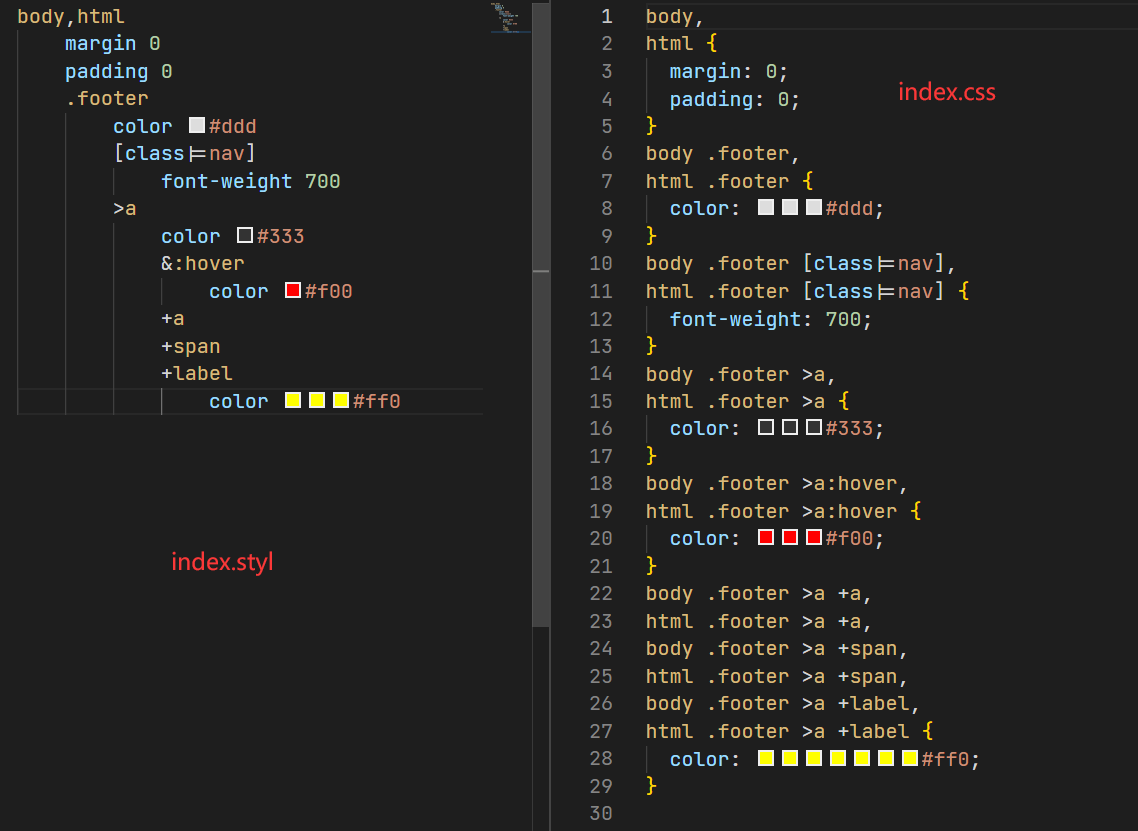 body,html
    margin 0
    padding 0
    .footer
        color #ddd
        [class|=nav]
            font-weight 700
        >a
            color #333
            &:hover
                color #f00
            +a
            +span
            +label
                color #ff0
index.styl
1 body,
2 html {
3   margin: 0;
4   padding: 0;
5 }
6 body .footer,
7 html .footer {
8   color: #ddd;
9 }
10 body .footer [class|=nav],
11 html .footer [class|=nav] {
12   font-weight: 700;
13 }
14 body .footer >a,
15 html .footer >a {
16   color: #333;
17 }
18 body .footer >a:hover,
19 html .footer >a:hover {
20   color: #f00;
21 }
22 body .footer >a +a,
23 html .footer >a +a,
24 body .footer >a +span,
25 html .footer >a +span,
26 body .footer >a +label,
27 html .footer >a +label {
28   color: #ff0;
29 }
30
index.css